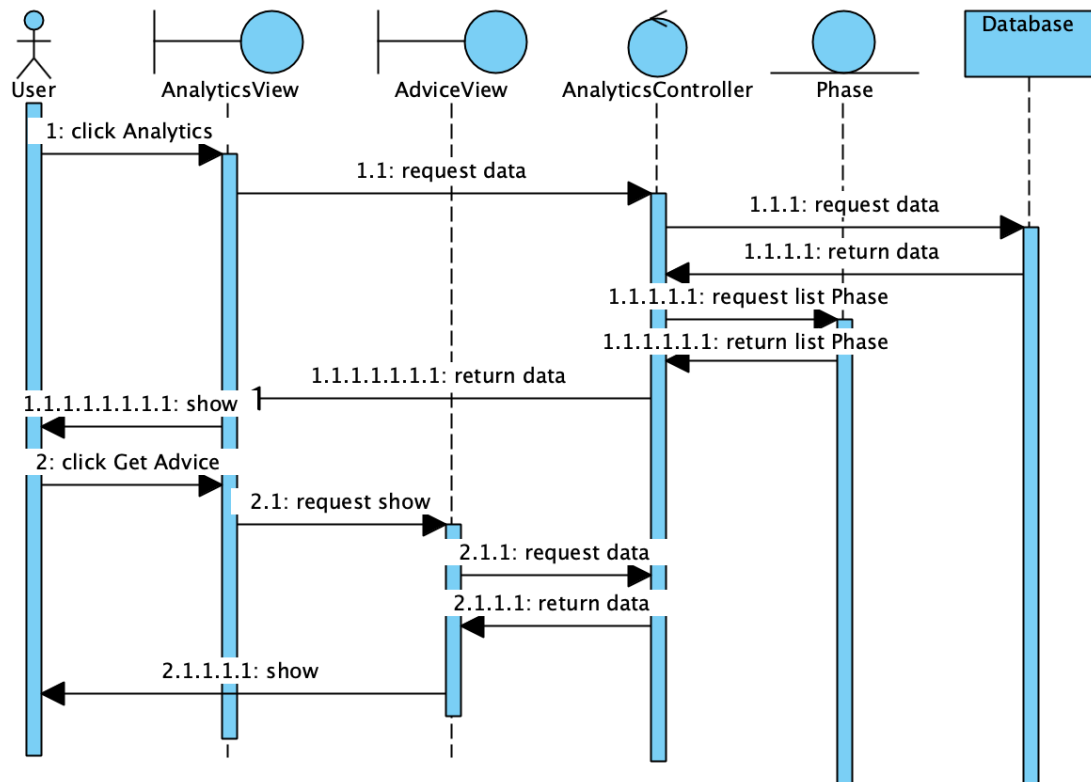 Database
User
AnalyticsView
AdviceView
AnalyticsController
Phase
1: click Analytics
1.1: request data
1.1.1: request data
1.1.1.1: return data
1.1.1.1.1: request list Phase
1.1.1.1.1.1: return list Phase
1.1.1.1.1.1.1: return data
1.1.1.1.1.1.1.1: show
2: click Get Advice
2.1: request show
2.1.1: request data
2.1.1.1: return data
2.1.1.1.1: show